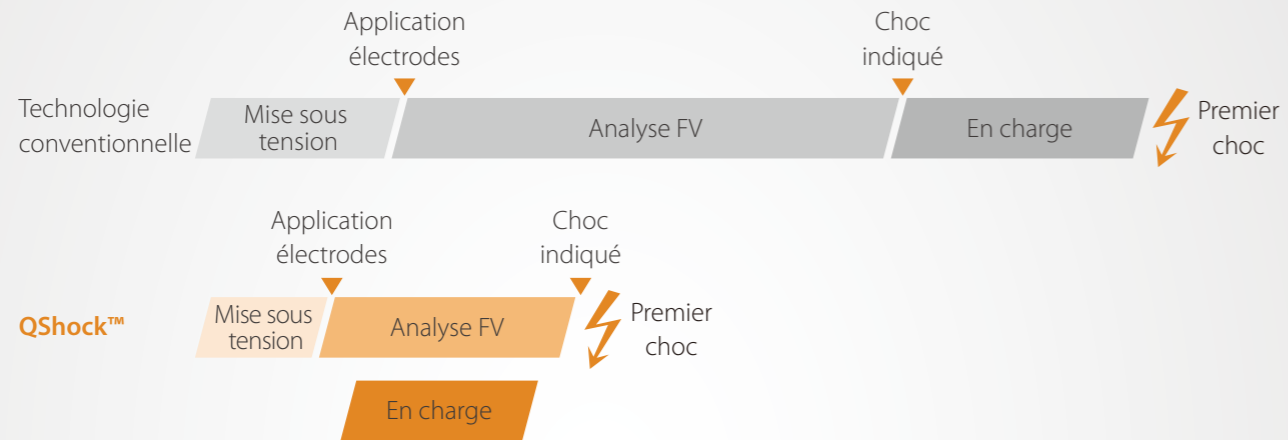 Application
électrodes
Choc
indiqué
Technologie
conventionnelle
Mise sous
tension
Analyse FV
En charge
Premier
choc
Application
électrodes
Choc
indiqué
QShock™
Mise sous
tension
Analyse FV
Premier
choc
En charge